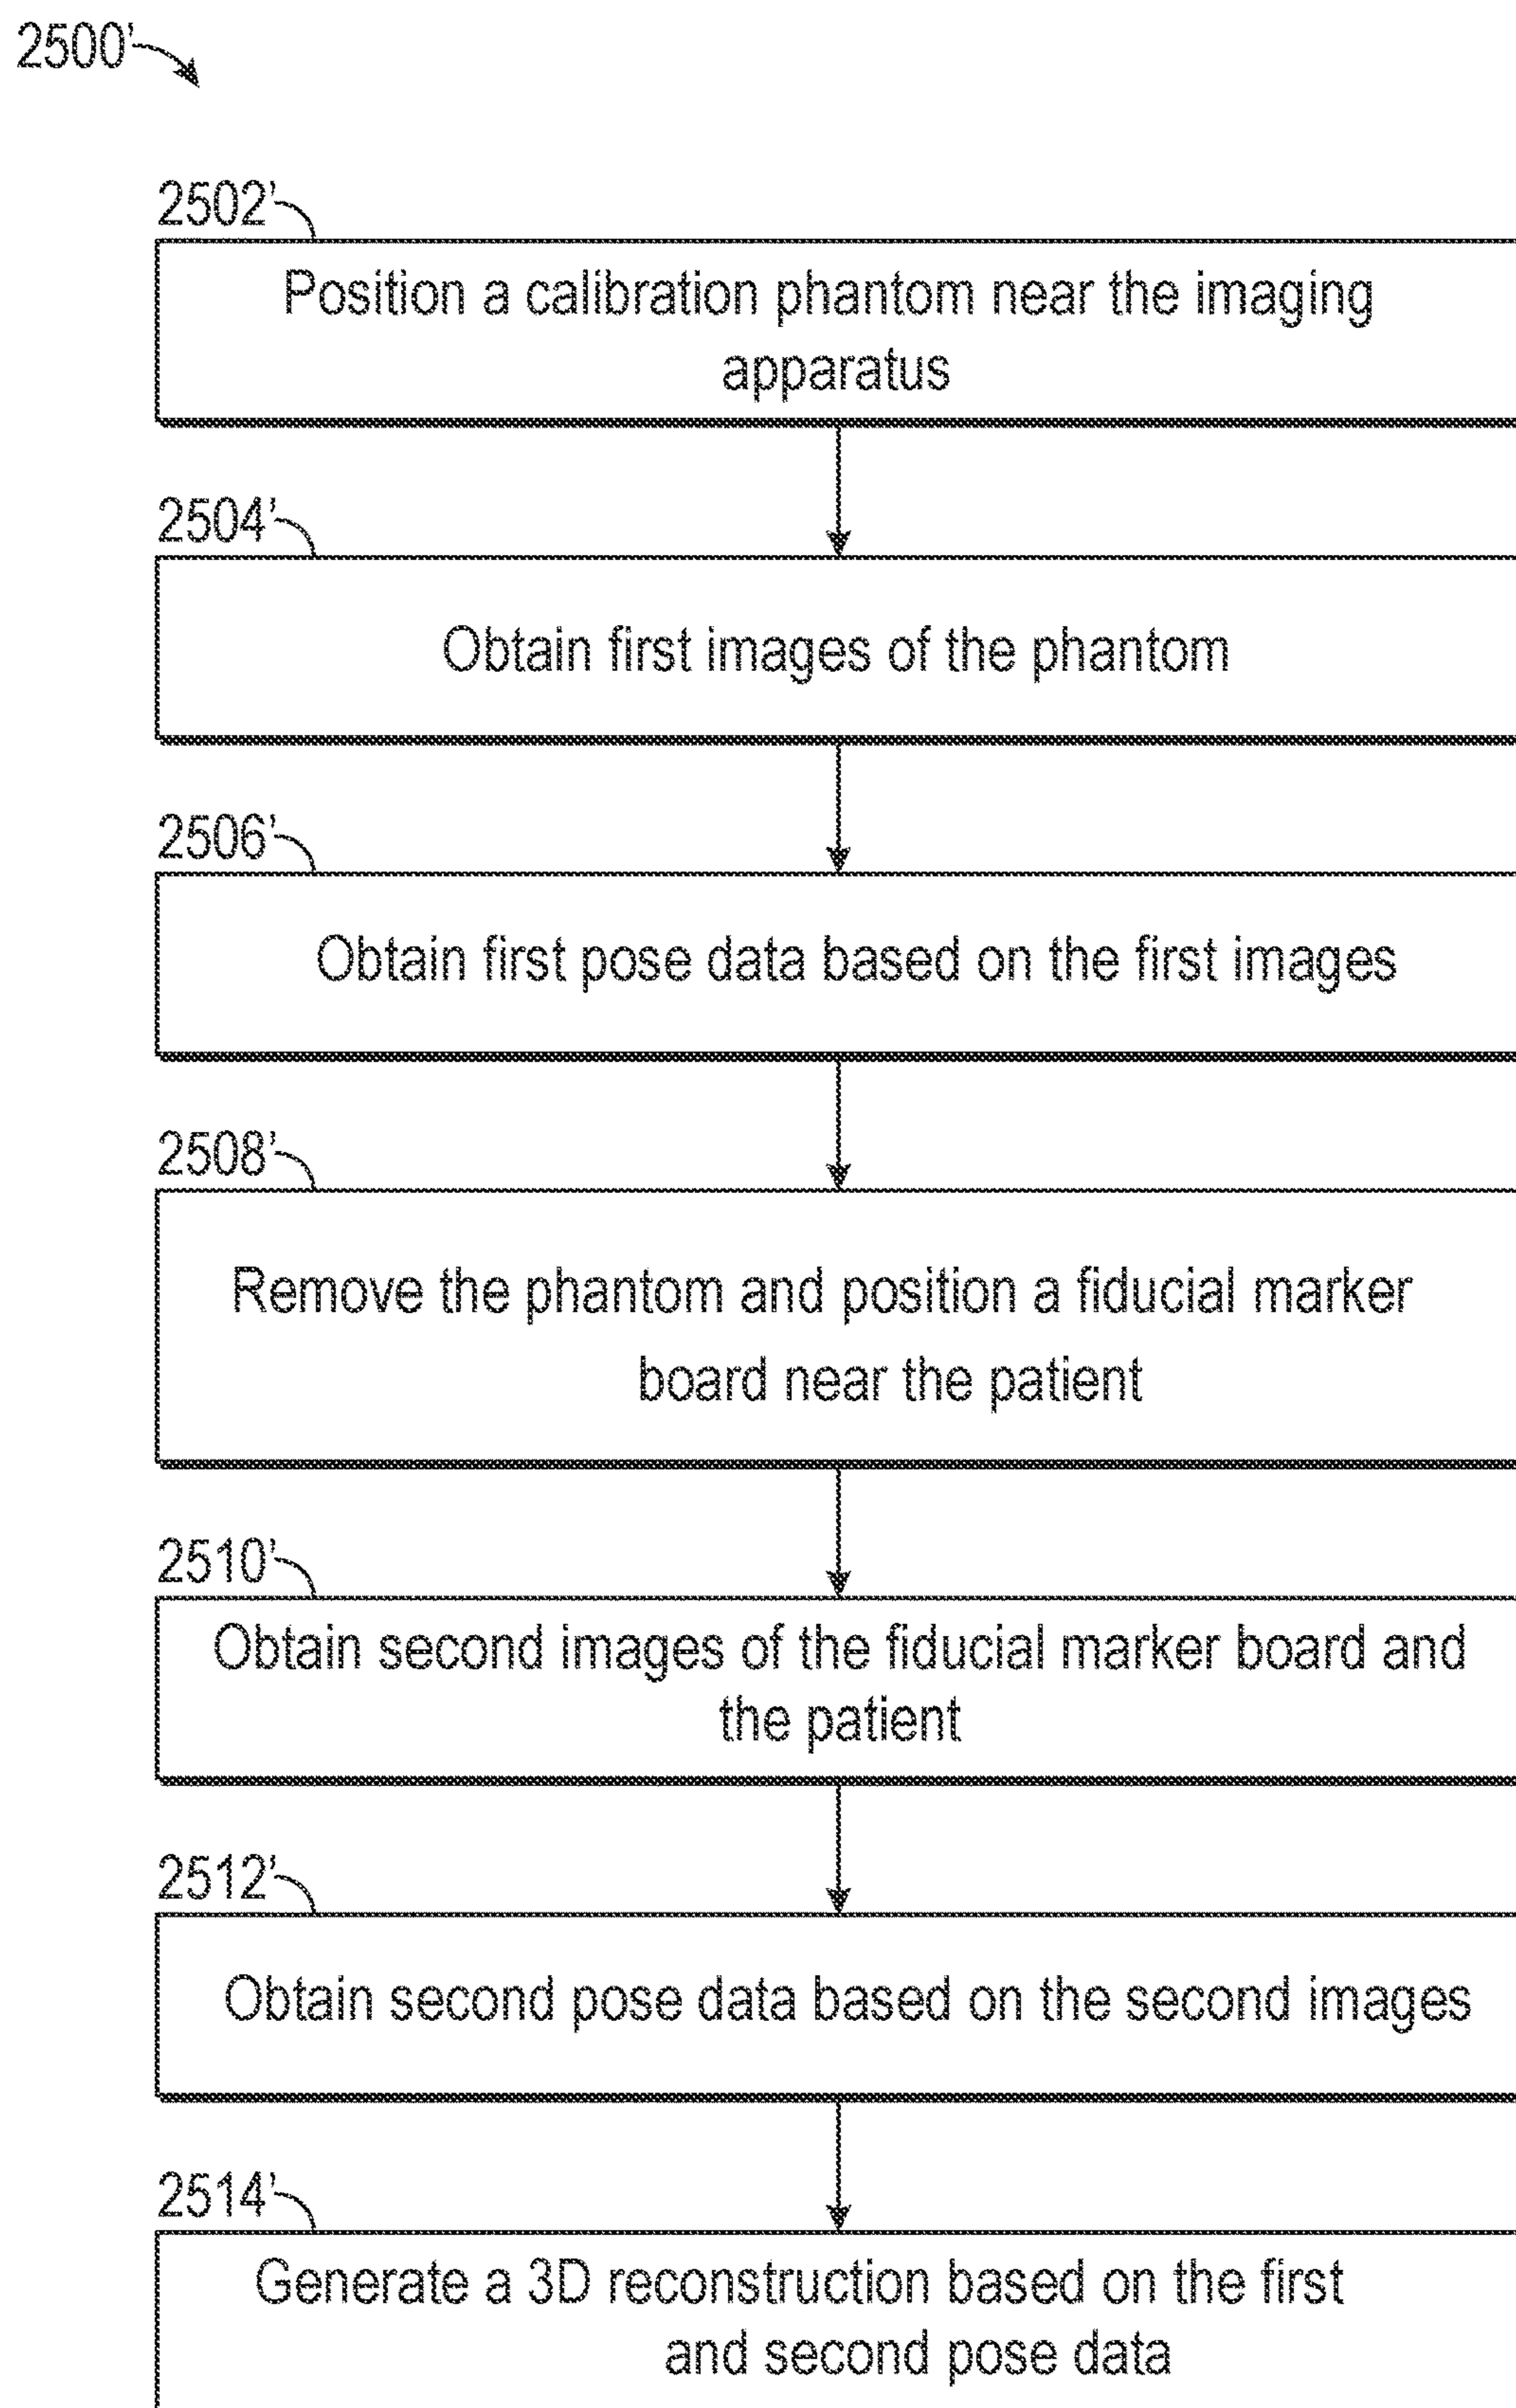 2500'
2502'
Position a calibration phantom near the imaging
apparatus
2504'
Obtain first images of the phantom
2506'
Obtain first pose data based on the first images
2508'
Remove the phantom and position a fiducial marker
board near the patient
2510'
Obtain second images of the fiducial marker board and
the patient
2512'
Obtain second pose data based on the second images
2514'
Generate a 3D reconstruction based on the first
and second pose data